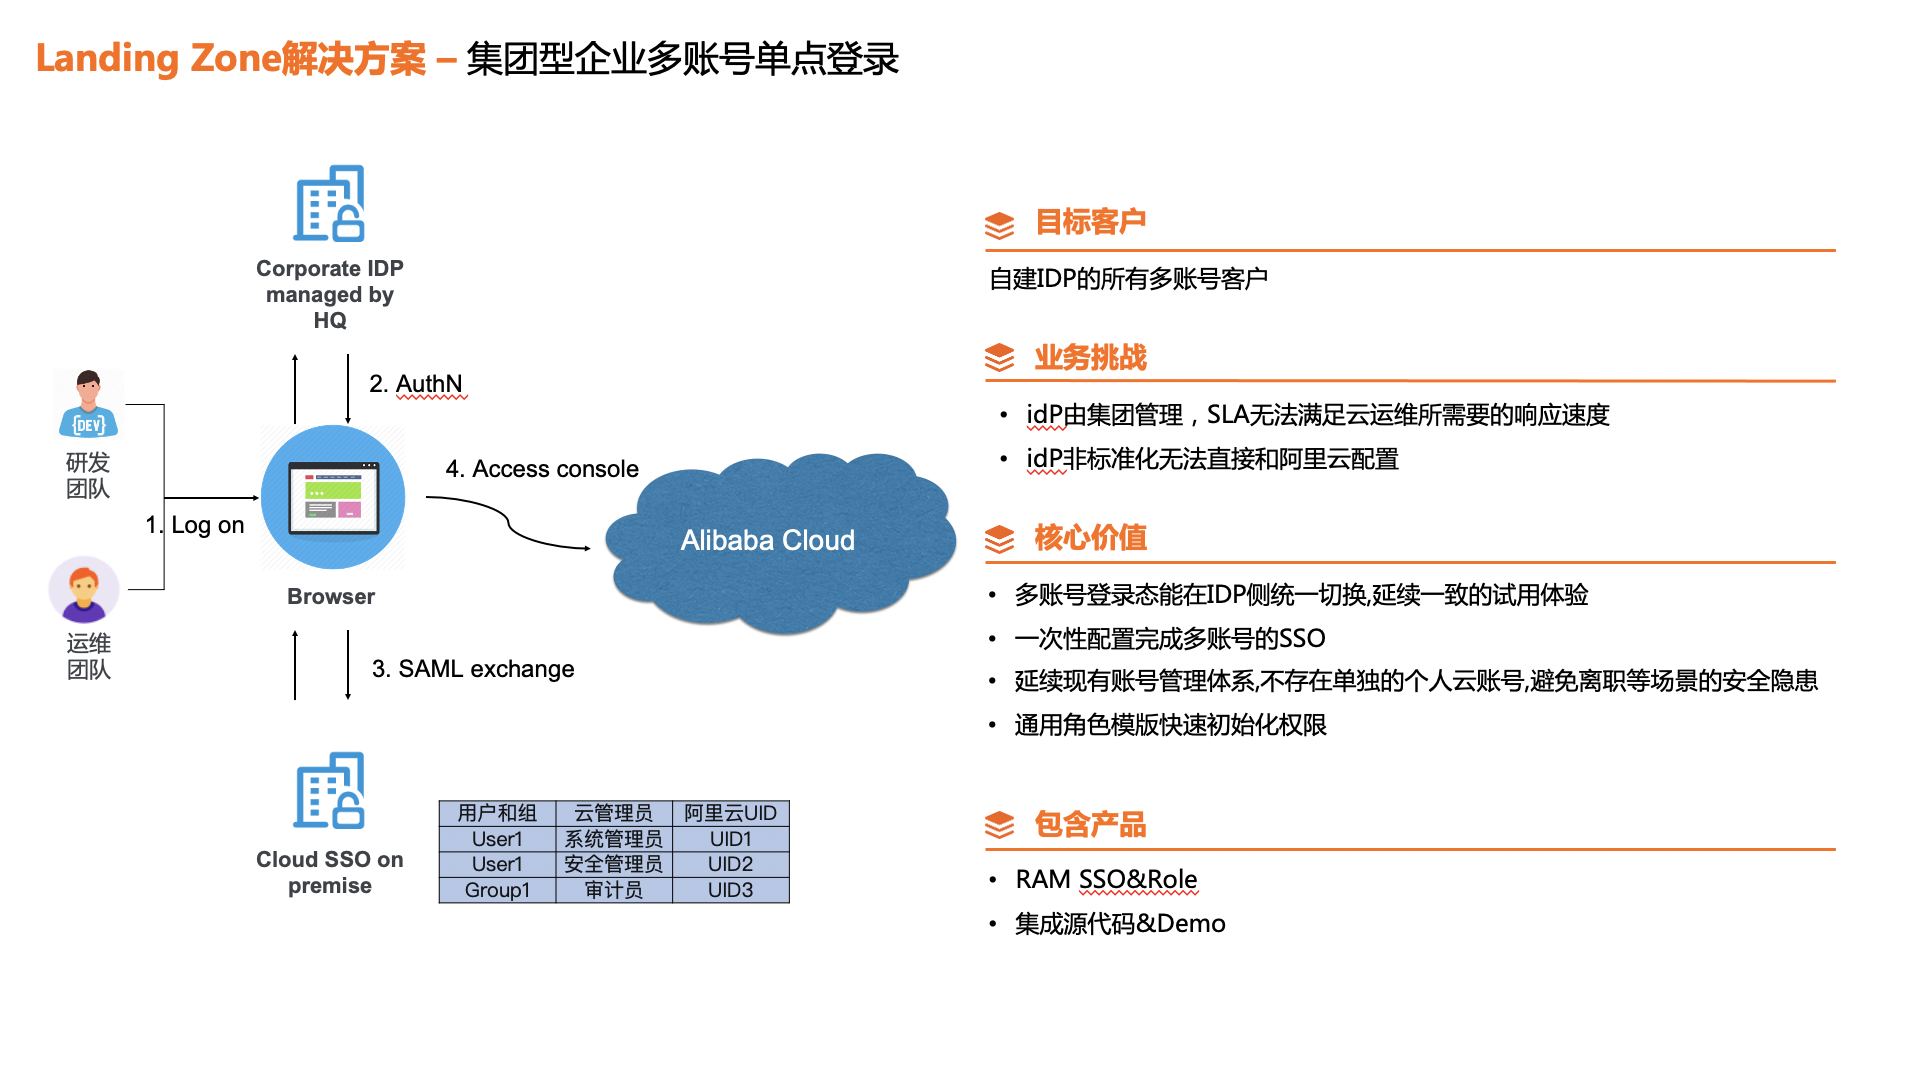 Landing Zone解决方案 – 集团型企业多账号单点登录
Corporate IDP
managed by
HQ
2. AuthN
{DEV}
研发
团队
1. Log on
运维
团队
Browser
4. Access console
Alibaba Cloud
3. SAML exchange
Cloud SSO on
premise
用户和组 云管理员 阿里云UID
User1 系统管理员 UID1
User1 安全管理员 UID2
Group1 审计员 UID3
目标客户
自建IDP的所有多账号客户
业务挑战
• idP由集团管理，SLA无法满足云运维所需要的响应速度
• idP非标准化无法直接和阿里云配置
核心价值
• 多账号登录态能在IDP侧统一切换,延续一致的试用体验
• 一次性配置完成多账号的SSO
• 延续现有账号管理体系,不存在单独的个人云账号,避免离职等场景的安全隐患
• 通用角色模版快速初始化权限
包含产品
• RAM SSO&Role
• 集成源代码&Demo